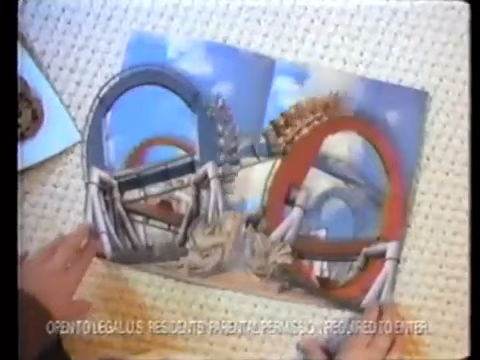 OPEN TO LEGAL U.S. RESIDENTS. PARENTAL PERMISSION REQUIRED TO ENTER.